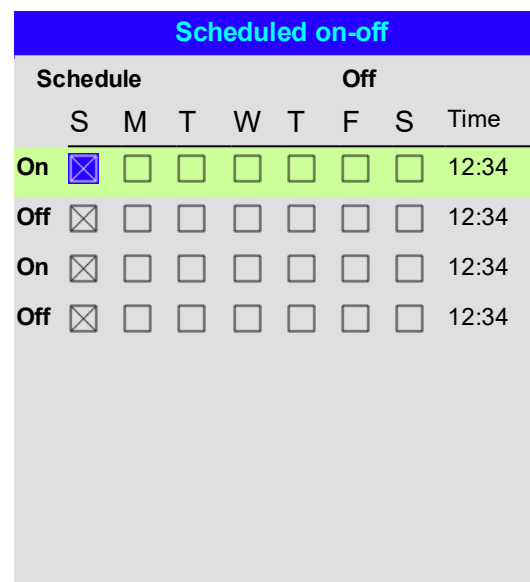 Scheduled on-off
Schedule Off
S M T W T F S Time
On 12:34
Off 12:34
On 12:34
Off 12:34